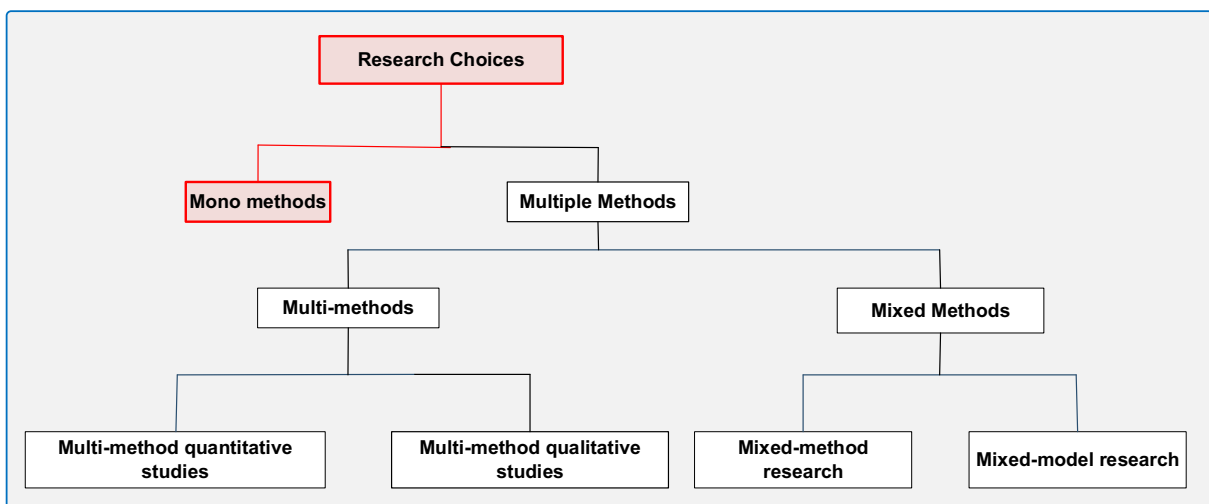 Research Choices
Mono methods
Multiple Methods
Multi-methods
Mixed Methods
Multi-method quantitative
studies
Multi-method qualitative
studies
Mixed-method
research
Mixed-model research